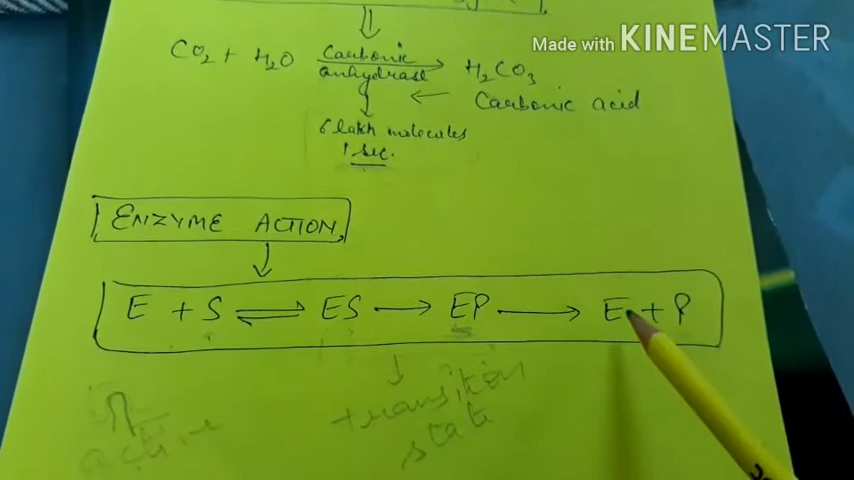 Made with KINEMASTER
CO2 + H2O Carbonic anhydrase → H2CO3
← Carbonic acid
6 lakh molecules
1 sec.
ENZYME ACTION
E + S ⇌ ES → EP → E + P
transition
state
active